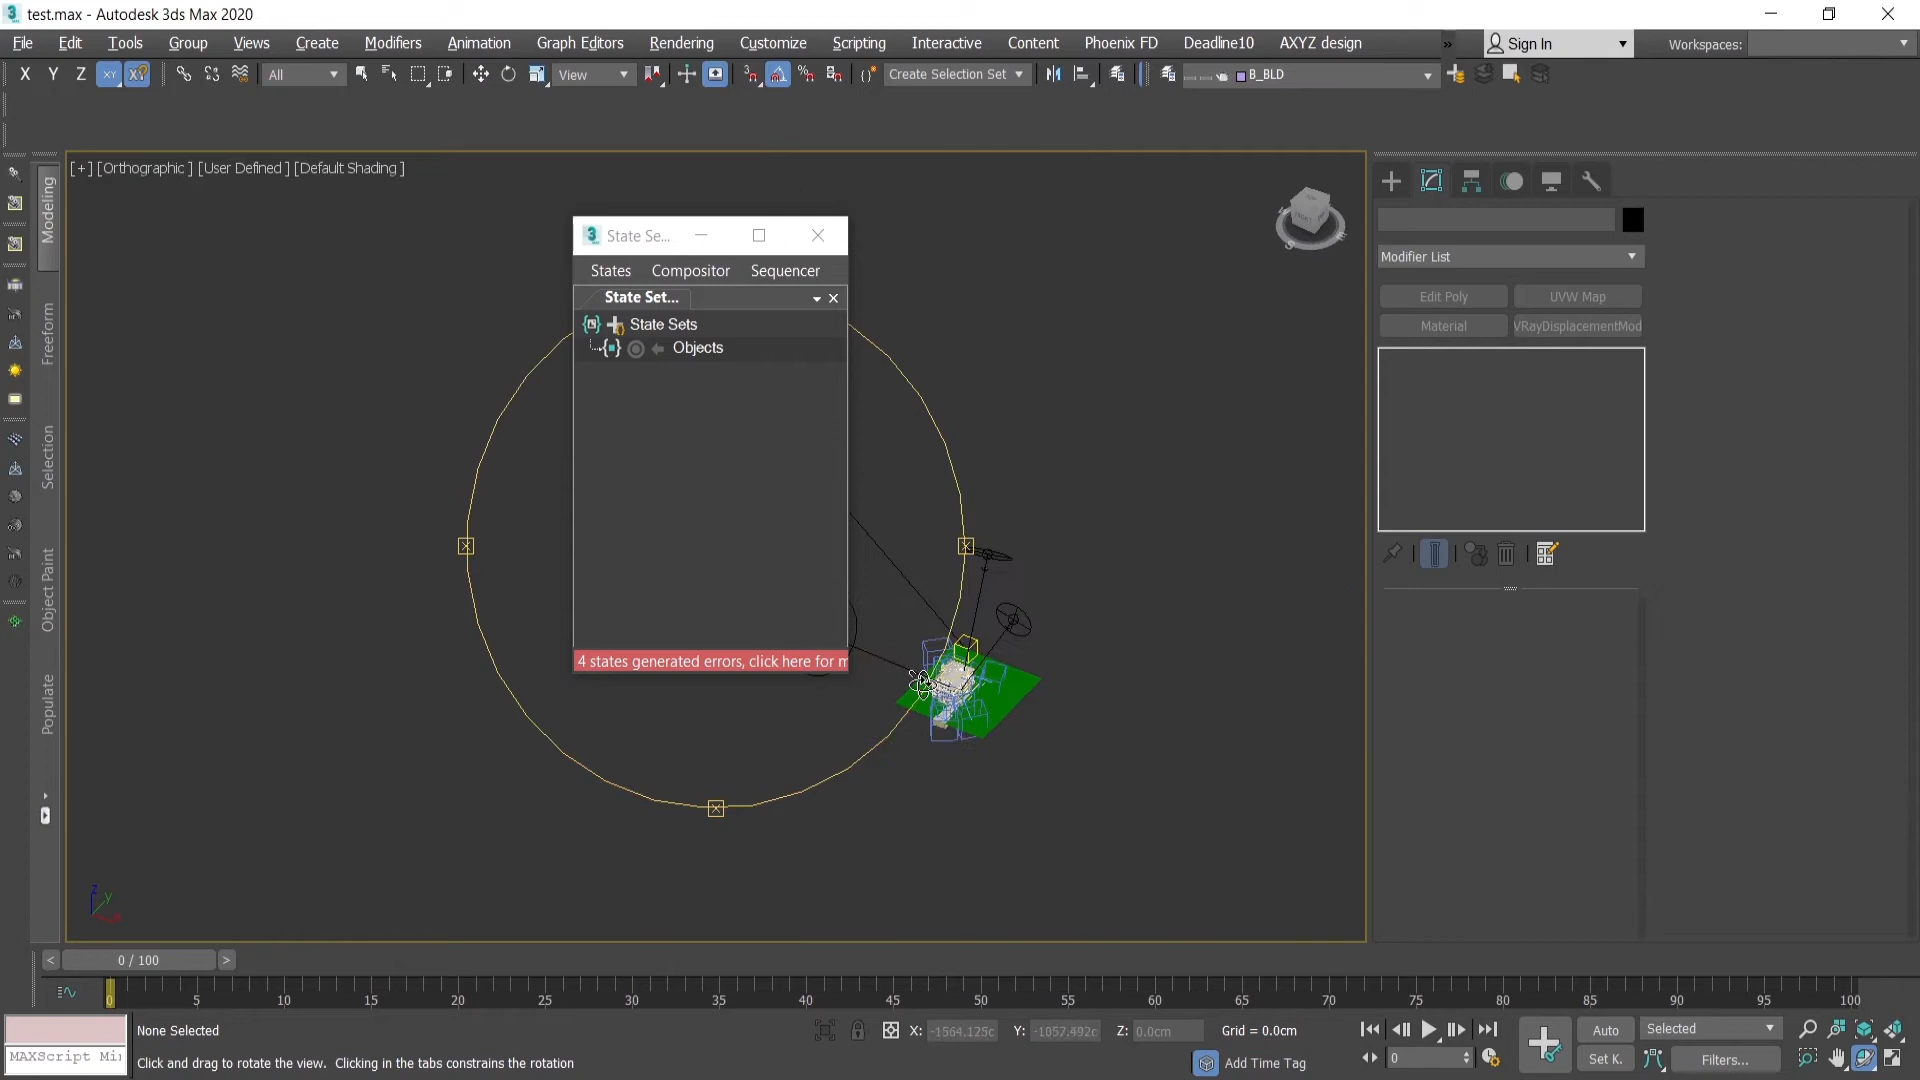 test.max - Autodesk 3ds Max 2020
File Edit Tools Group Views Create Modifiers Animation Graph Editors Rendering Customize Scripting Interactive Content Phoenix FD Deadline10 AXYZ design » Sign In Workspaces:
X Y Z XY All View 3 Create Selection Set B_BLD
[+] [Orthographic ] [User Defined ] [Default Shading ]
Modeling
Freeform
Selection
Object Paint
Populate
State Se...
States Compositor Sequencer
State Set...
State Sets
Objects
4 states generated errors, click here for m
FRONT
S
E
Modifier List
Edit Poly UVW Map
Material VRayDisplacementMod
z
y
< 0 / 100 >
0 5 10 15 20 25 30 35 40 45 50 55 60 65 70 75 80 85 90 95 100
None Selected X: -1564.125c Y: -1057.492c Z: 0.0cm Grid = 0.0cm Auto Selected
MAXScript Mi: Click and drag to rotate the view. Clicking in the tabs constrains the rotation Add Time Tag 0 Set K. Filters...